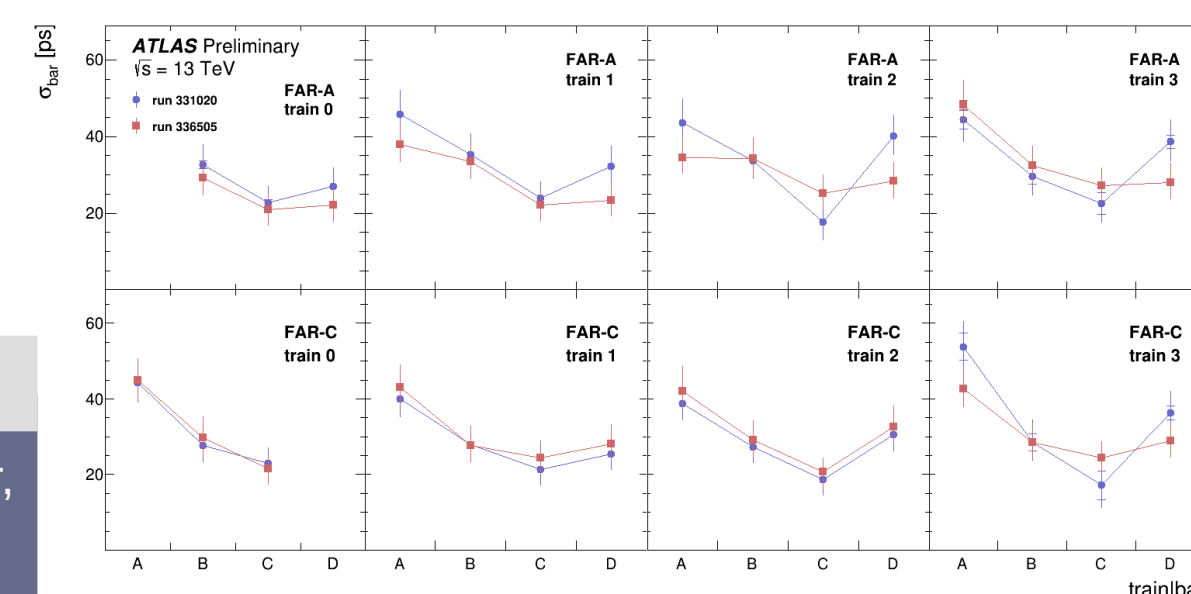 σbar [ps]
ATLAS Preliminary
√s = 13 TeV
run 331020
run 336505
FAR-A
train 0
FAR-A
train 1
FAR-A
train 2
FAR-A
train 3
60
40
20
FAR-C
train 0
FAR-C
train 1
FAR-C
train 2
FAR-C
train 3
60
40
20
A B C D A B C D A B C D A B C D